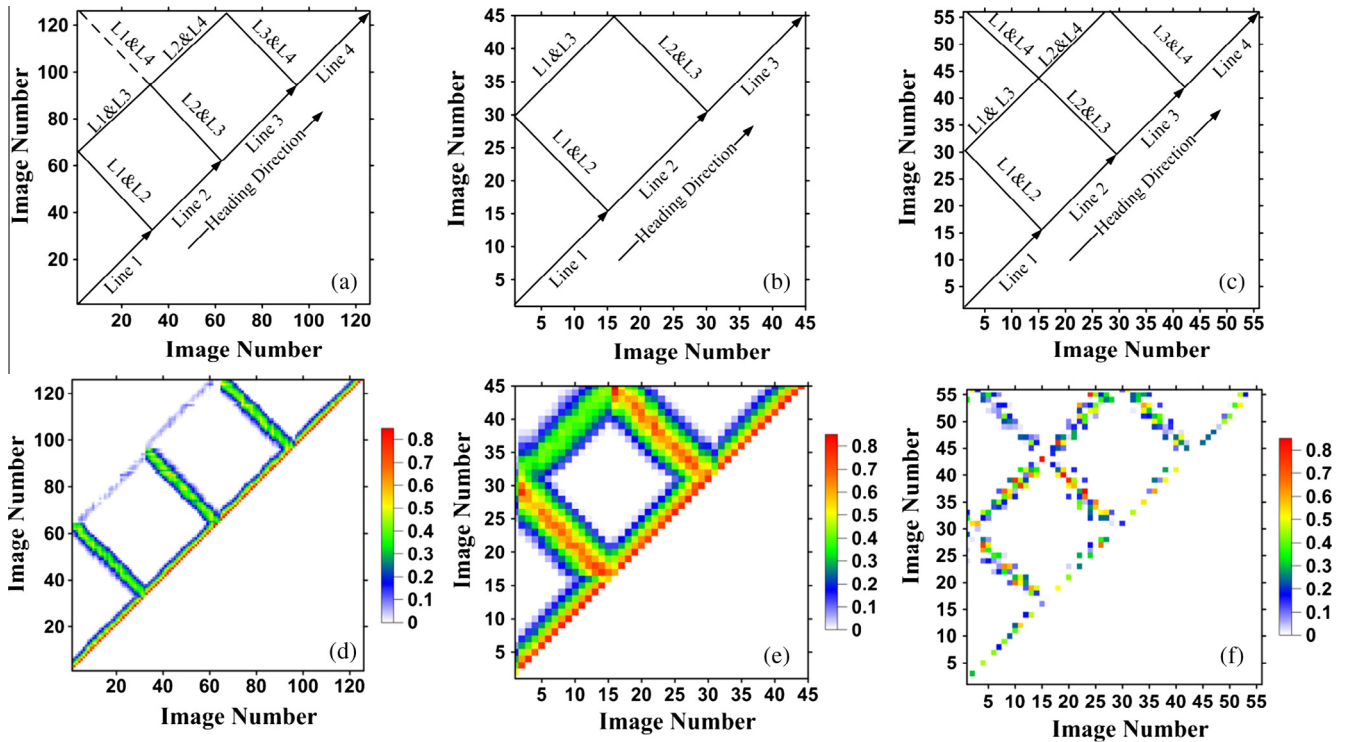 120
100
80
60
40
20
Image Number
L1&L4
L2&L4
L3&L4
Line 4
L1&L3
L2&L3
Line 3
L1&L2
Line 2
Heading Direction
Line 1
(a)
20 40 60 80 100 120
Image Number
45
40
35
30
25
20
15
10
5
Image Number
L1&L3
L2&L3
Line 3
L1&L2
Line 2
Heading Direction
Line 1
(b)
5 10 15 20 25 30 35 40 45
Image Number
55
50
45
40
35
30
25
20
15
10
5
Image Number
L1&L4
L2&L4
L3&L4
Line 4
L1&L3
L2&L3
Line 3
L1&L2
Line 2
Heading Direction
Line 1
(c)
5 10 15 20 25 30 35 40 45 50 55
Image Number
120
100
80
60
40
20
Image Number
(d)
20 40 60 80 100 120
Image Number
0.8
0.7
0.6
0.5
0.4
0.3
0.2
0.1
0
45
40
35
30
25
20
15
10
5
Image Number
(e)
5 10 15 20 25 30 35 40 45
Image Number
0.8
0.7
0.6
0.5
0.4
0.3
0.2
0.1
0
55
50
45
40
35
30
25
20
15
10
5
Image Number
(f)
5 10 15 20 25 30 35 40 45 50 55
Image Number
0.8
0.7
0.6
0.5
0.4
0.3
0.2
0.1
0